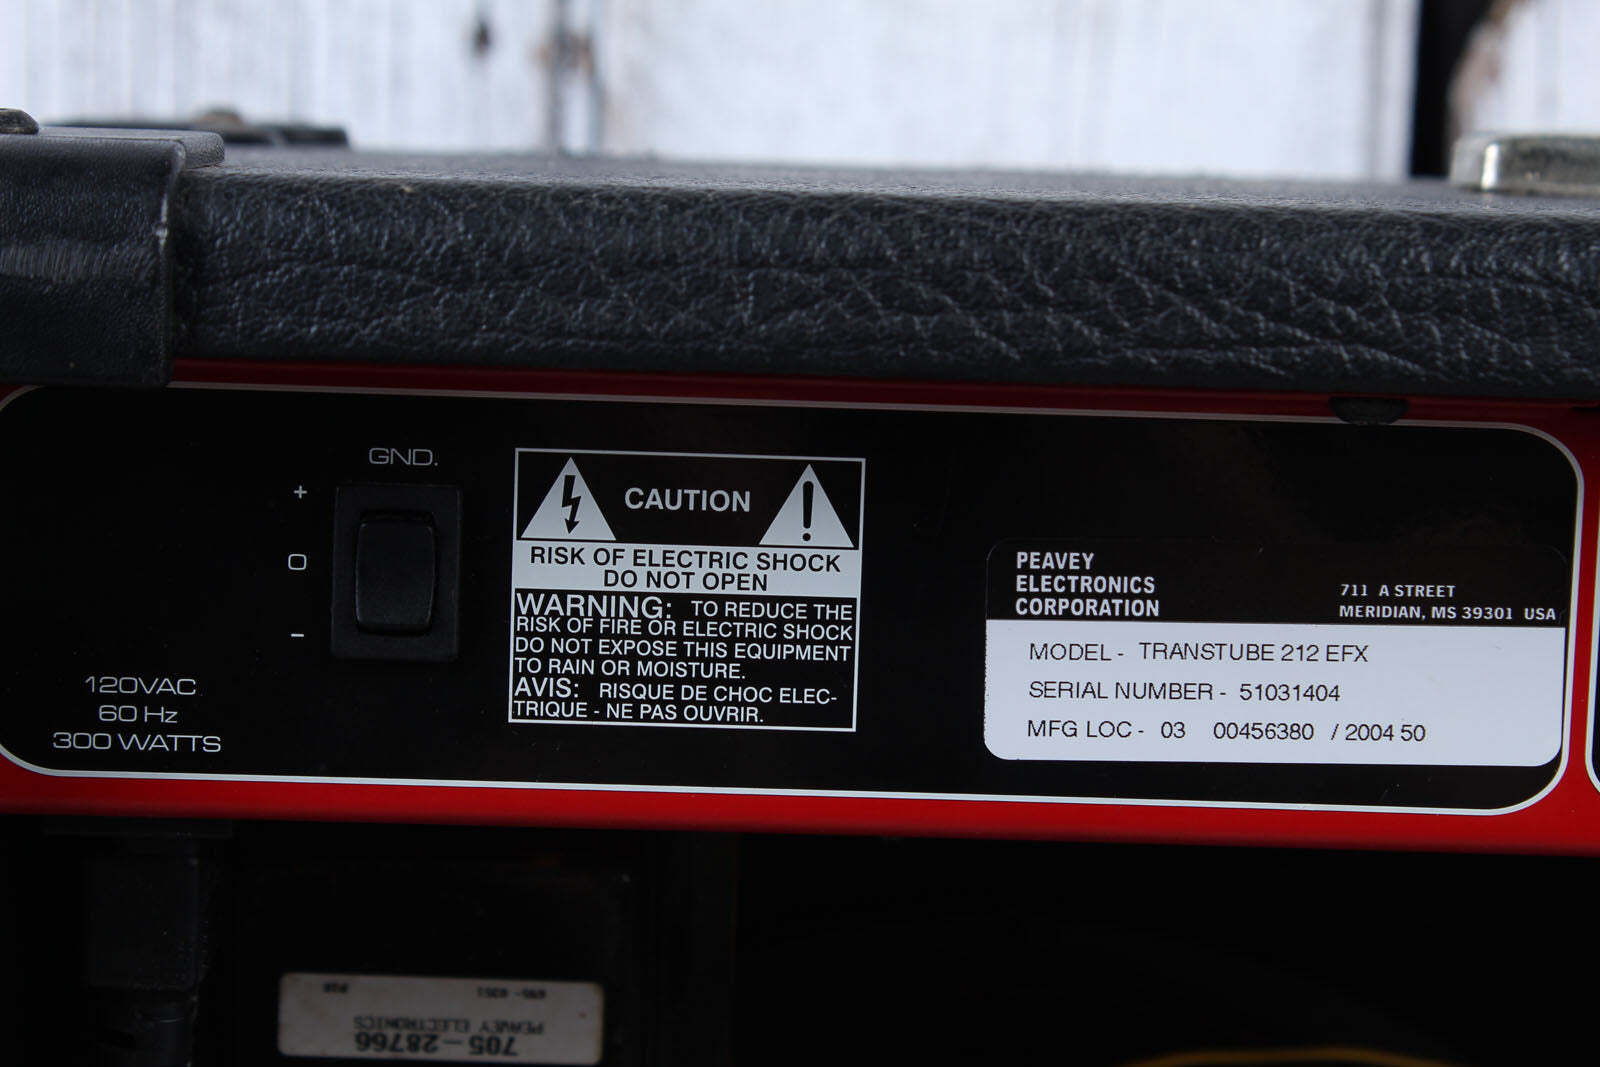 GND.
+
O
-
120VAC
60 Hz
300 WATTS
CAUTION
RISK OF ELECTRIC SHOCK
DO NOT OPEN
WARNING: TO REDUCE THE
RISK OF FIRE OR ELECTRIC SHOCK
DO NOT EXPOSE THIS EQUIPMENT
TO RAIN OR MOISTURE.
AVIS: RISQUE DE CHOC ELEC-
TRIQUE - NE PAS OUVRIR.
PEAVEY
ELECTRONICS
CORPORATION
711 A STREET
MERIDIAN, MS 39301 USA
MODEL - TRANSTUBE 212 EFX
SERIAL NUMBER - 51031404
MFG LOC - 03 00456380 / 2004 50
705-28766
PEAVEY ELECTRONICS